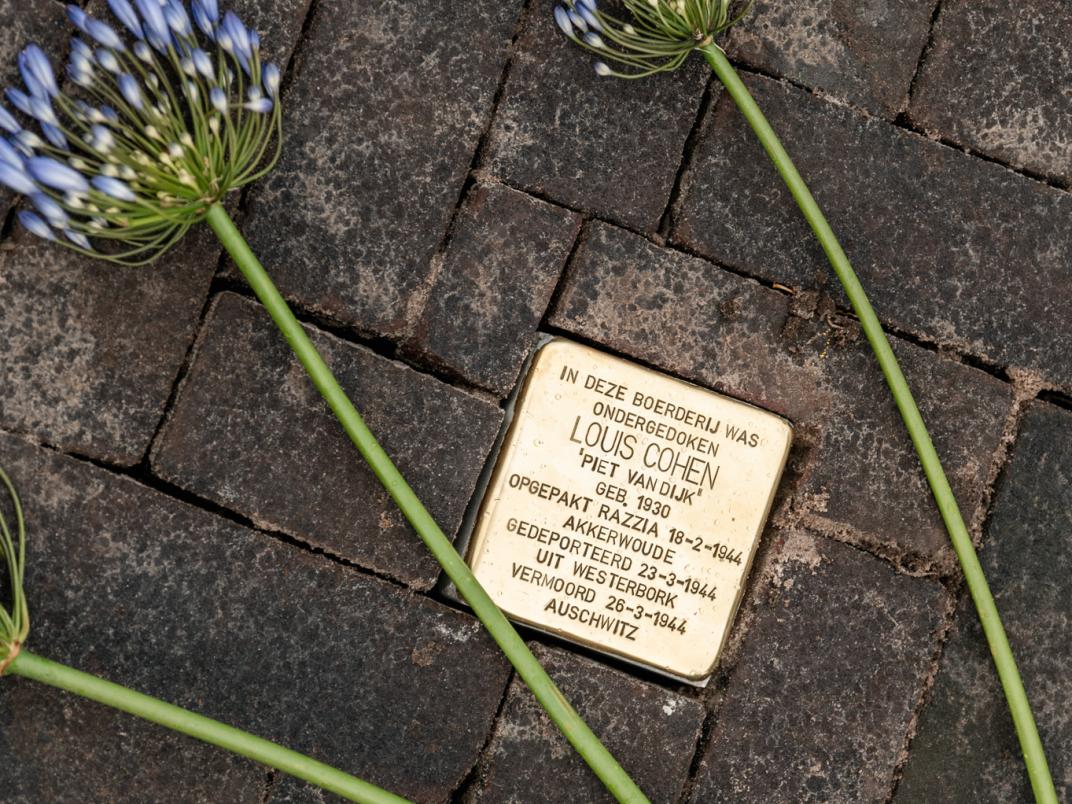 IN DEZE BOERDERIJ WAS
ONDERGEDOKEN
LOUIS COHEN
'PIET VAN DIJK'
GEB. 1930
OPGEPAKT RAZZIA 18-2-1944
AKKERWOUDE
GEDEPORTEERD 23-3-1944
UIT WESTERBORK
VERMOORD 26-3-1944
AUSCHWITZ